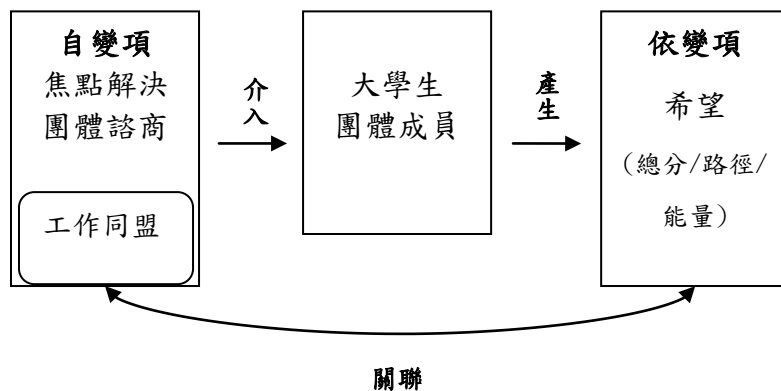 自變項
焦點解決
團體諮商
工作同盟
介入
大學生
團體成員
產生
依變項
希望
（總分/路徑/
能量）
關聯